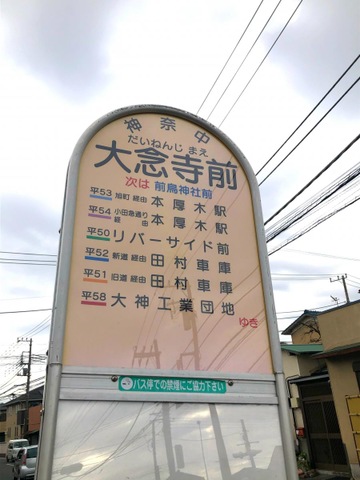 神奈中
だいねんじ まえ
大念寺前
次は 前鳥神社前
平53 旭町 経由 本厚木駅
平54 小田急通り 経由 本厚木駅
平50 リバーサイド前
平52 新道 経由 田村車庫
平51 旧道 経由 田村車庫
平58 大神工業団地
ゆき
バス停での禁煙にご協力下さい